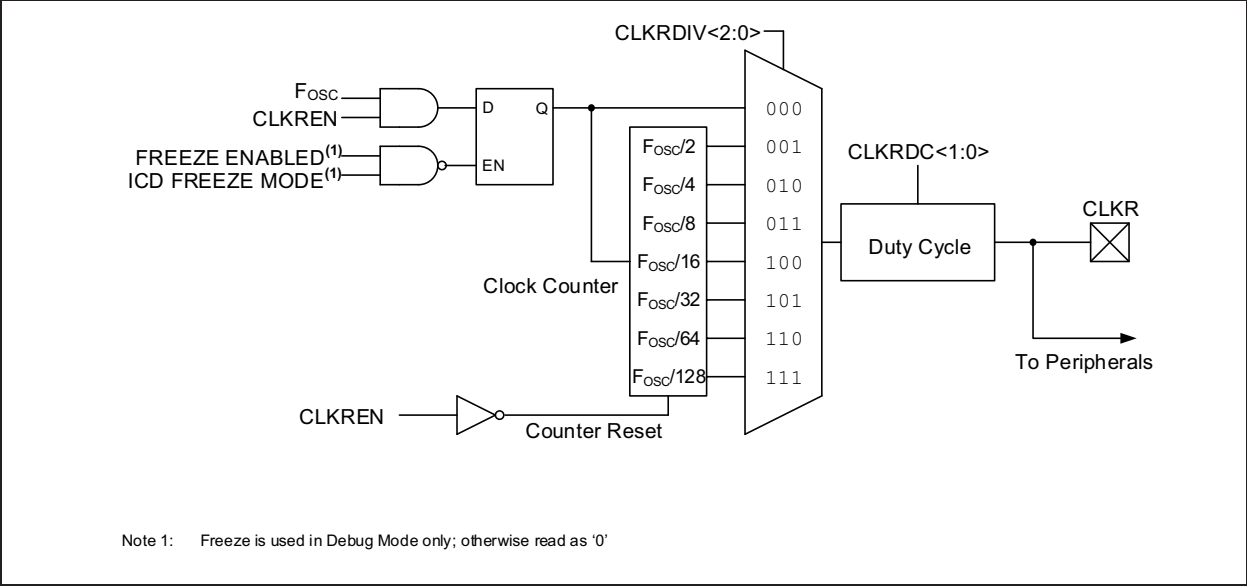 CLKRDIV<2:0>
FOSC
CLKREN
D
Q
000
FREEZE ENABLED(1)
ICD FREEZE MODE(1)
EN
FOSC/2
001
FOSC/4
010
FOSC/8
011
FOSC/16
100
FOSC/32
101
FOSC/64
110
FOSC/128
111
Clock Counter
CLKRDC<1:0>
Duty Cycle
CLKR
To Peripherals
CLKREN
Counter Reset
Note 1: Freeze is used in Debug Mode only; otherwise read as ‘0’